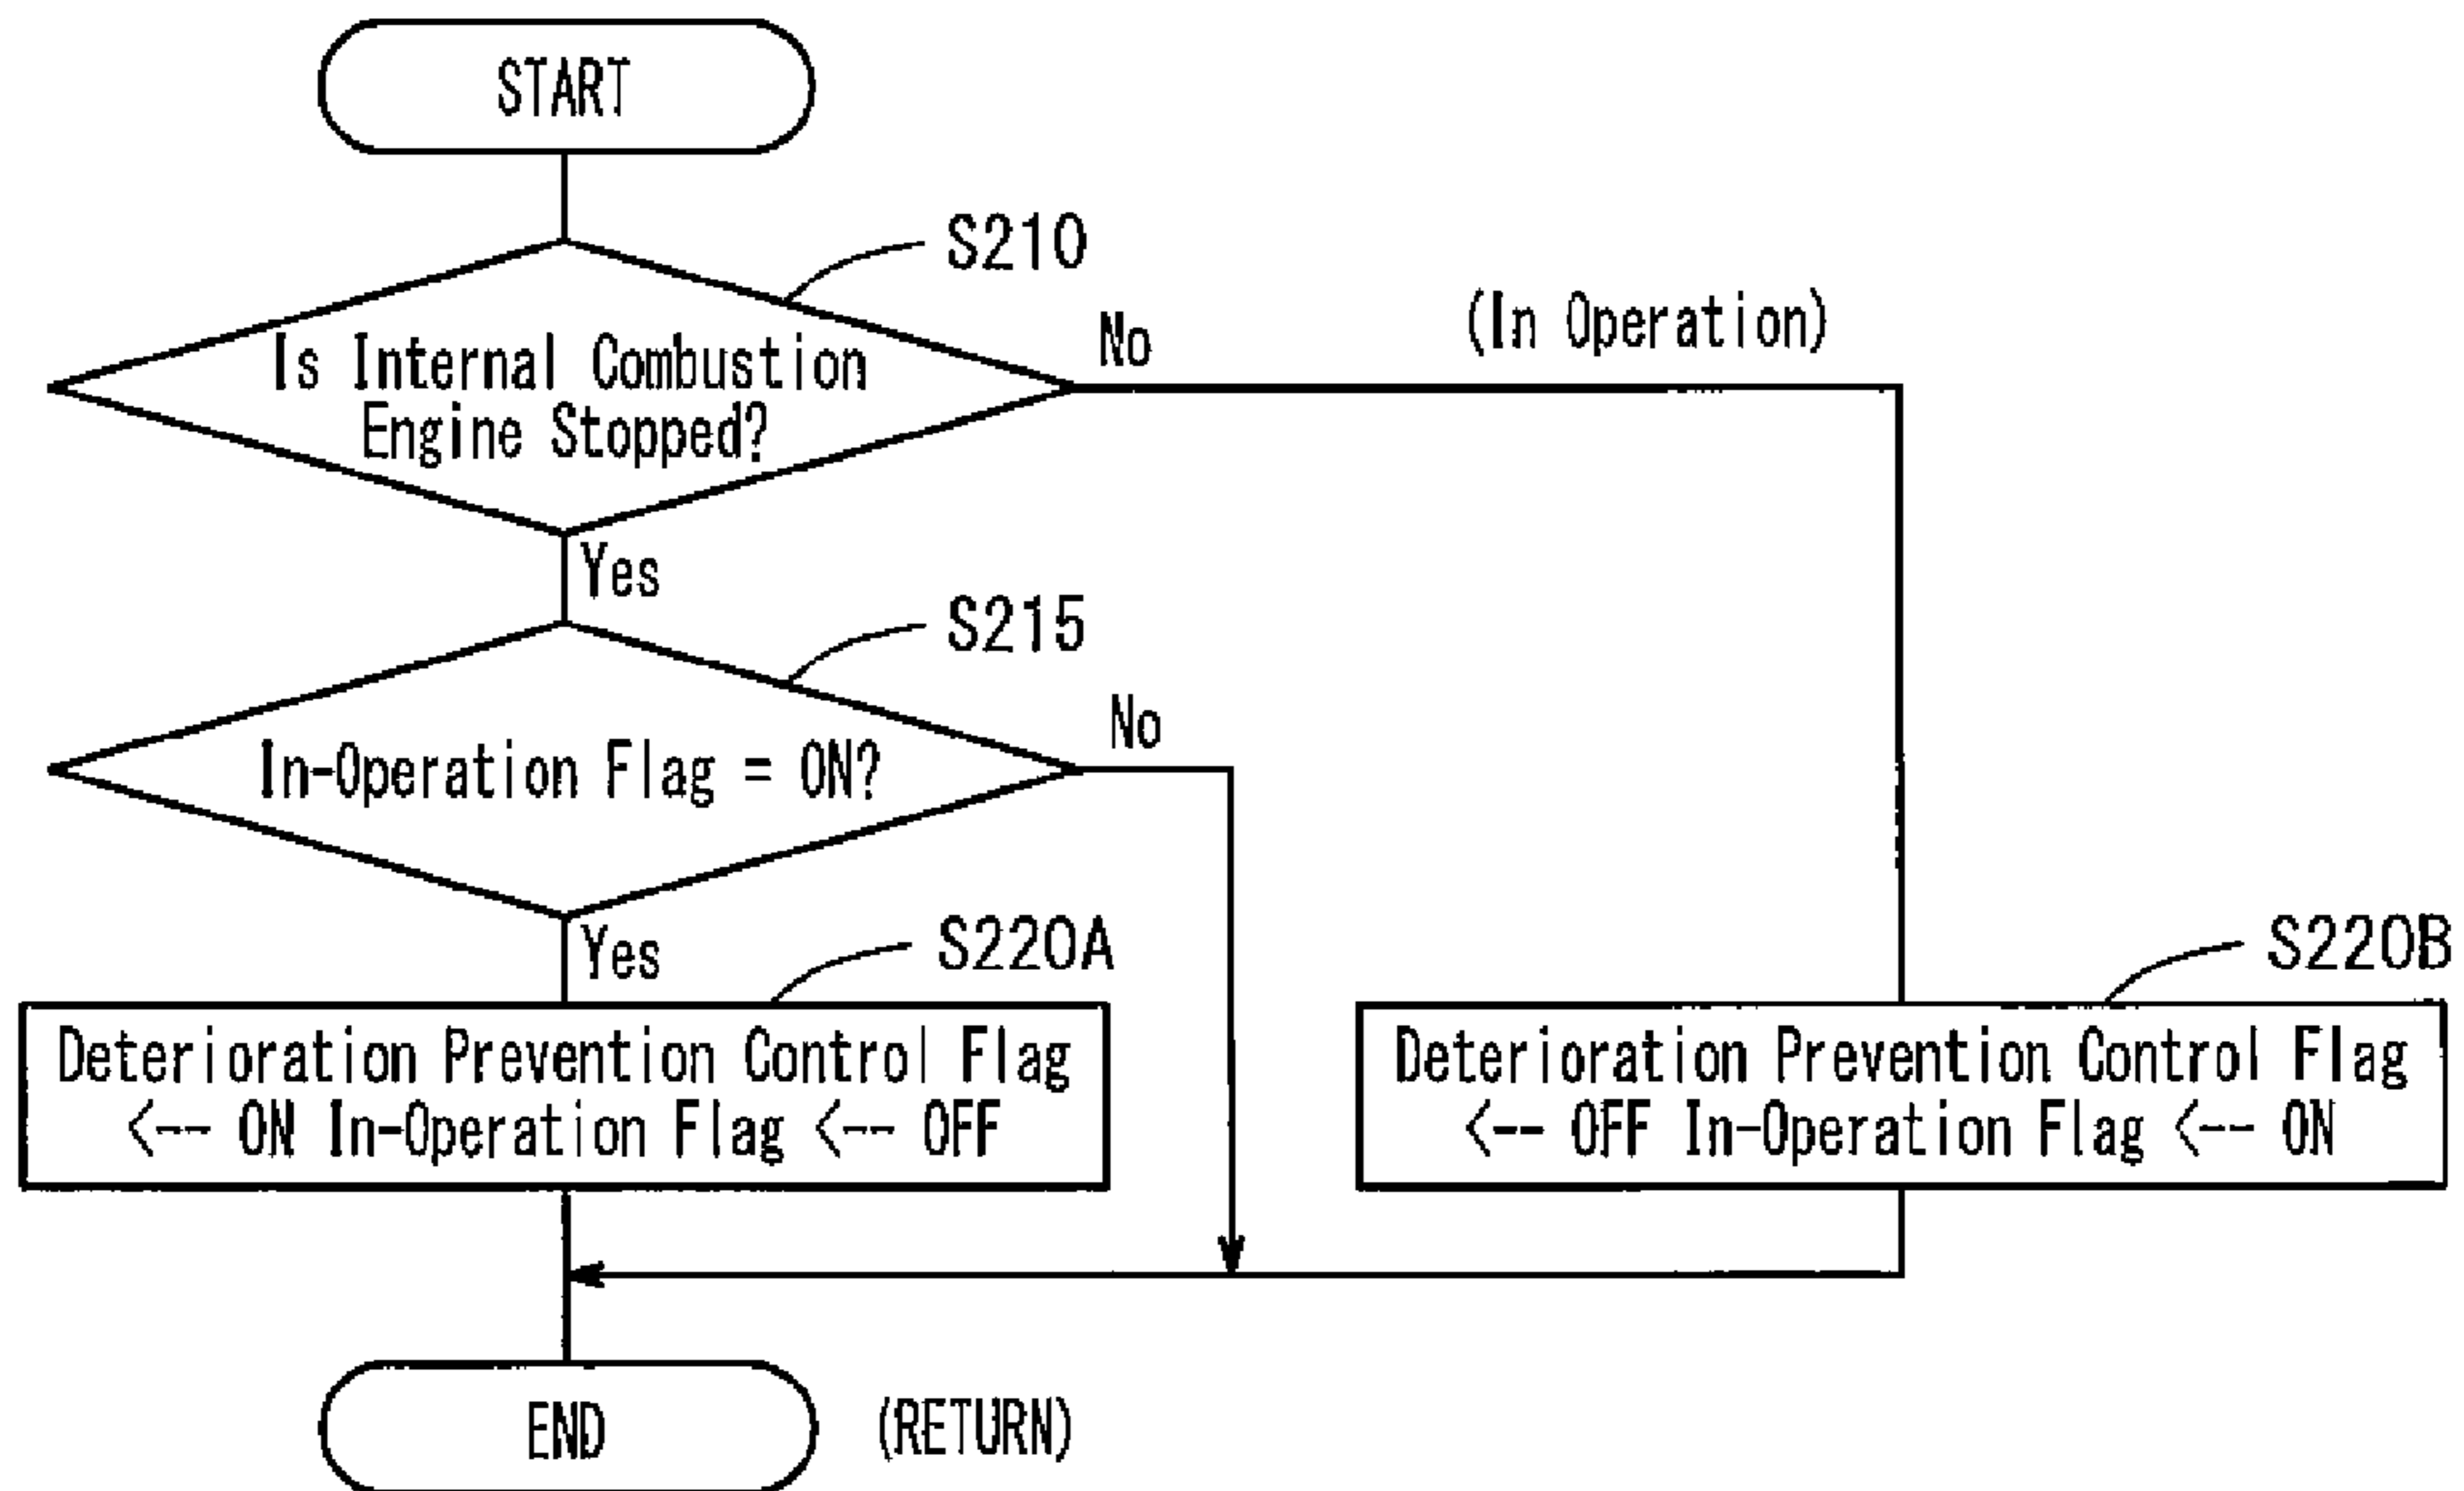 START
S210
Is Internal Combustion
Engine Stopped?
No
(In Operation)
Yes
S215
In-Operation Flag = ON?
No
Yes
S220A
Deterioration Prevention Control Flag
<-- ON In-Operation Flag <-- OFF
S220B
Deterioration Prevention Control Flag
<-- OFF In-Operation Flag <-- ON
END
(RETURN)